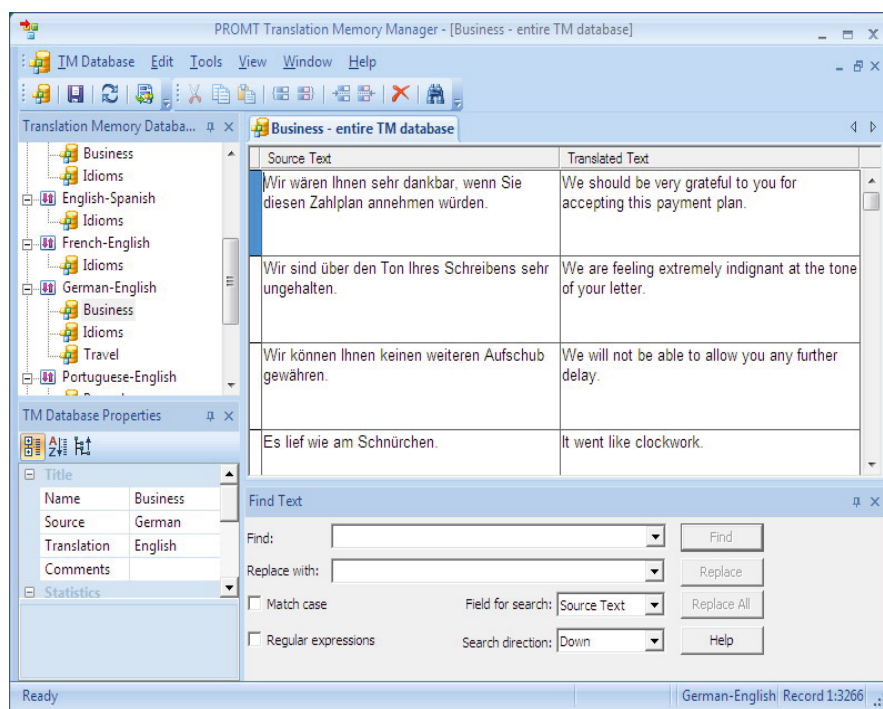 PROMT Translation Memory Manager - [Business - entire TM database]
TM Database Edit Tools View Window Help
Translation Memory Databa...
Business
Idioms
English-Spanish
Idioms
French-English
Idioms
German-English
Business
Idioms
Travel
Portuguese-English
Business - entire TM database
Source Text Translated Text
Wir wären Ihnen sehr dankbar, wenn Sie
diesen Zahlplan annehmen würden.
We should be very grateful to you for
accepting this payment plan.
Wir sind über den Ton Ihres Schreibens sehr
ungehalten.
We are feeling extremely indignant at the tone
of your letter.
Wir können Ihnen keinen weiteren Aufschub
gewähren.
We will not be able to allow you any further
delay.
Es lief wie am Schnürchen.
It went like clockwork.
TM Database Properties
Title
Name Business
Source German
Translation English
Comments
Statistics
Find Text
Find: Find
Replace with: Replace
Match case Field for search: Source Text Replace All
Regular expressions Search direction: Down Help
Ready German-English Record 1:3266